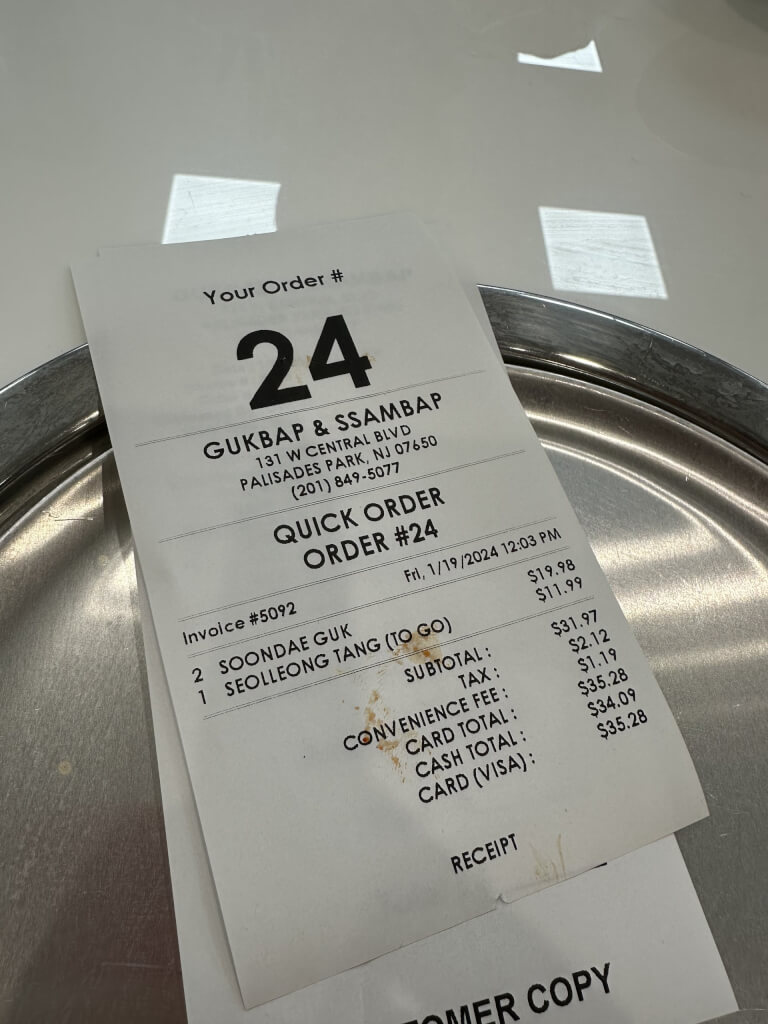 Your Order #
24
GUKBAP & SSAMBAP
131 W CENTRAL BLVD
PALISADES PARK, NJ 07650
(201) 849-5077
QUICK ORDER
ORDER #24
Invoice #5092 Fri, 1/19/2024 12:03 PM
2 SOONDAE GUK $19.98
1 SEOLLEONG TANG (TO GO) $11.99
SUBTOTAL: $31.97
TAX: $2.12
CONVENIENCE FEE: $1.19
CARD TOTAL: $35.28
CASH TOTAL: $34.09
CARD (VISA): $35.28
RECEIPT
TOMER COPY